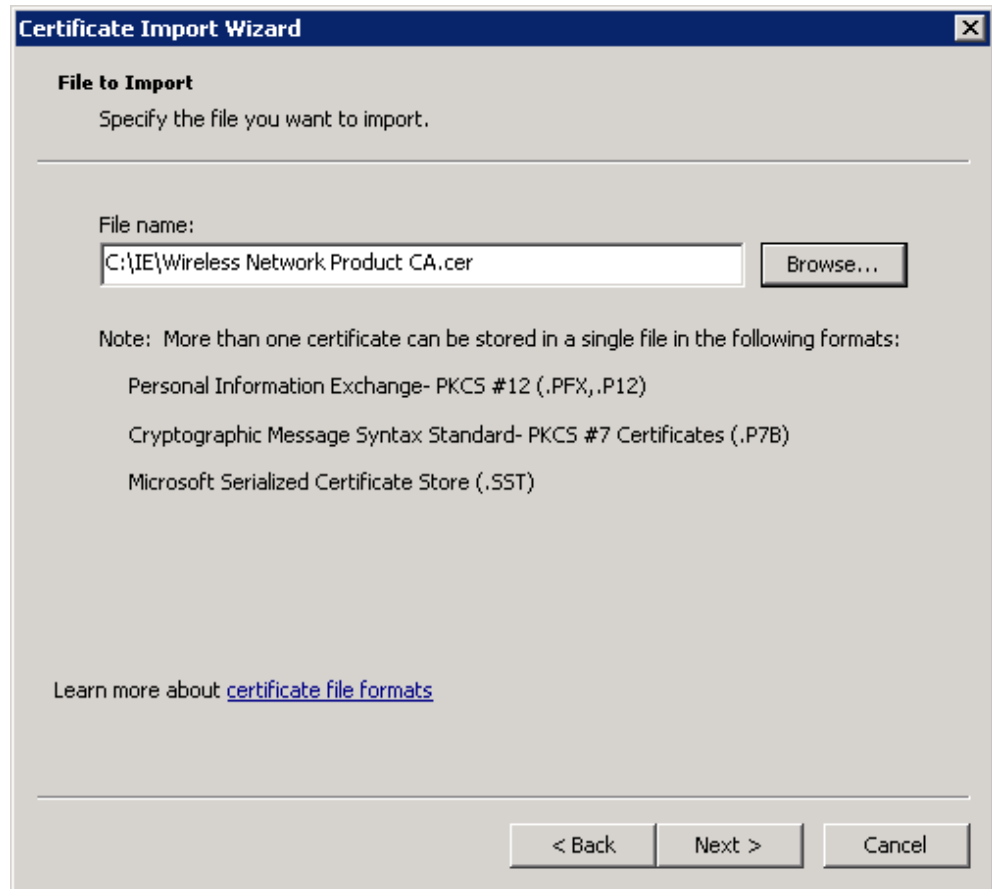 Certificate Import Wizard
File to Import
Specify the file you want to import.
File name:
C:\IE\Wireless Network Product CA.cer
Browse...
Note: More than one certificate can be stored in a single file in the following formats:
Personal Information Exchange- PKCS #12 (.PFX,.P12)
Cryptographic Message Syntax Standard- PKCS #7 Certificates (.P7B)
Microsoft Serialized Certificate Store (.SST)
Learn more about certificate file formats
< Back
Next >
Cancel